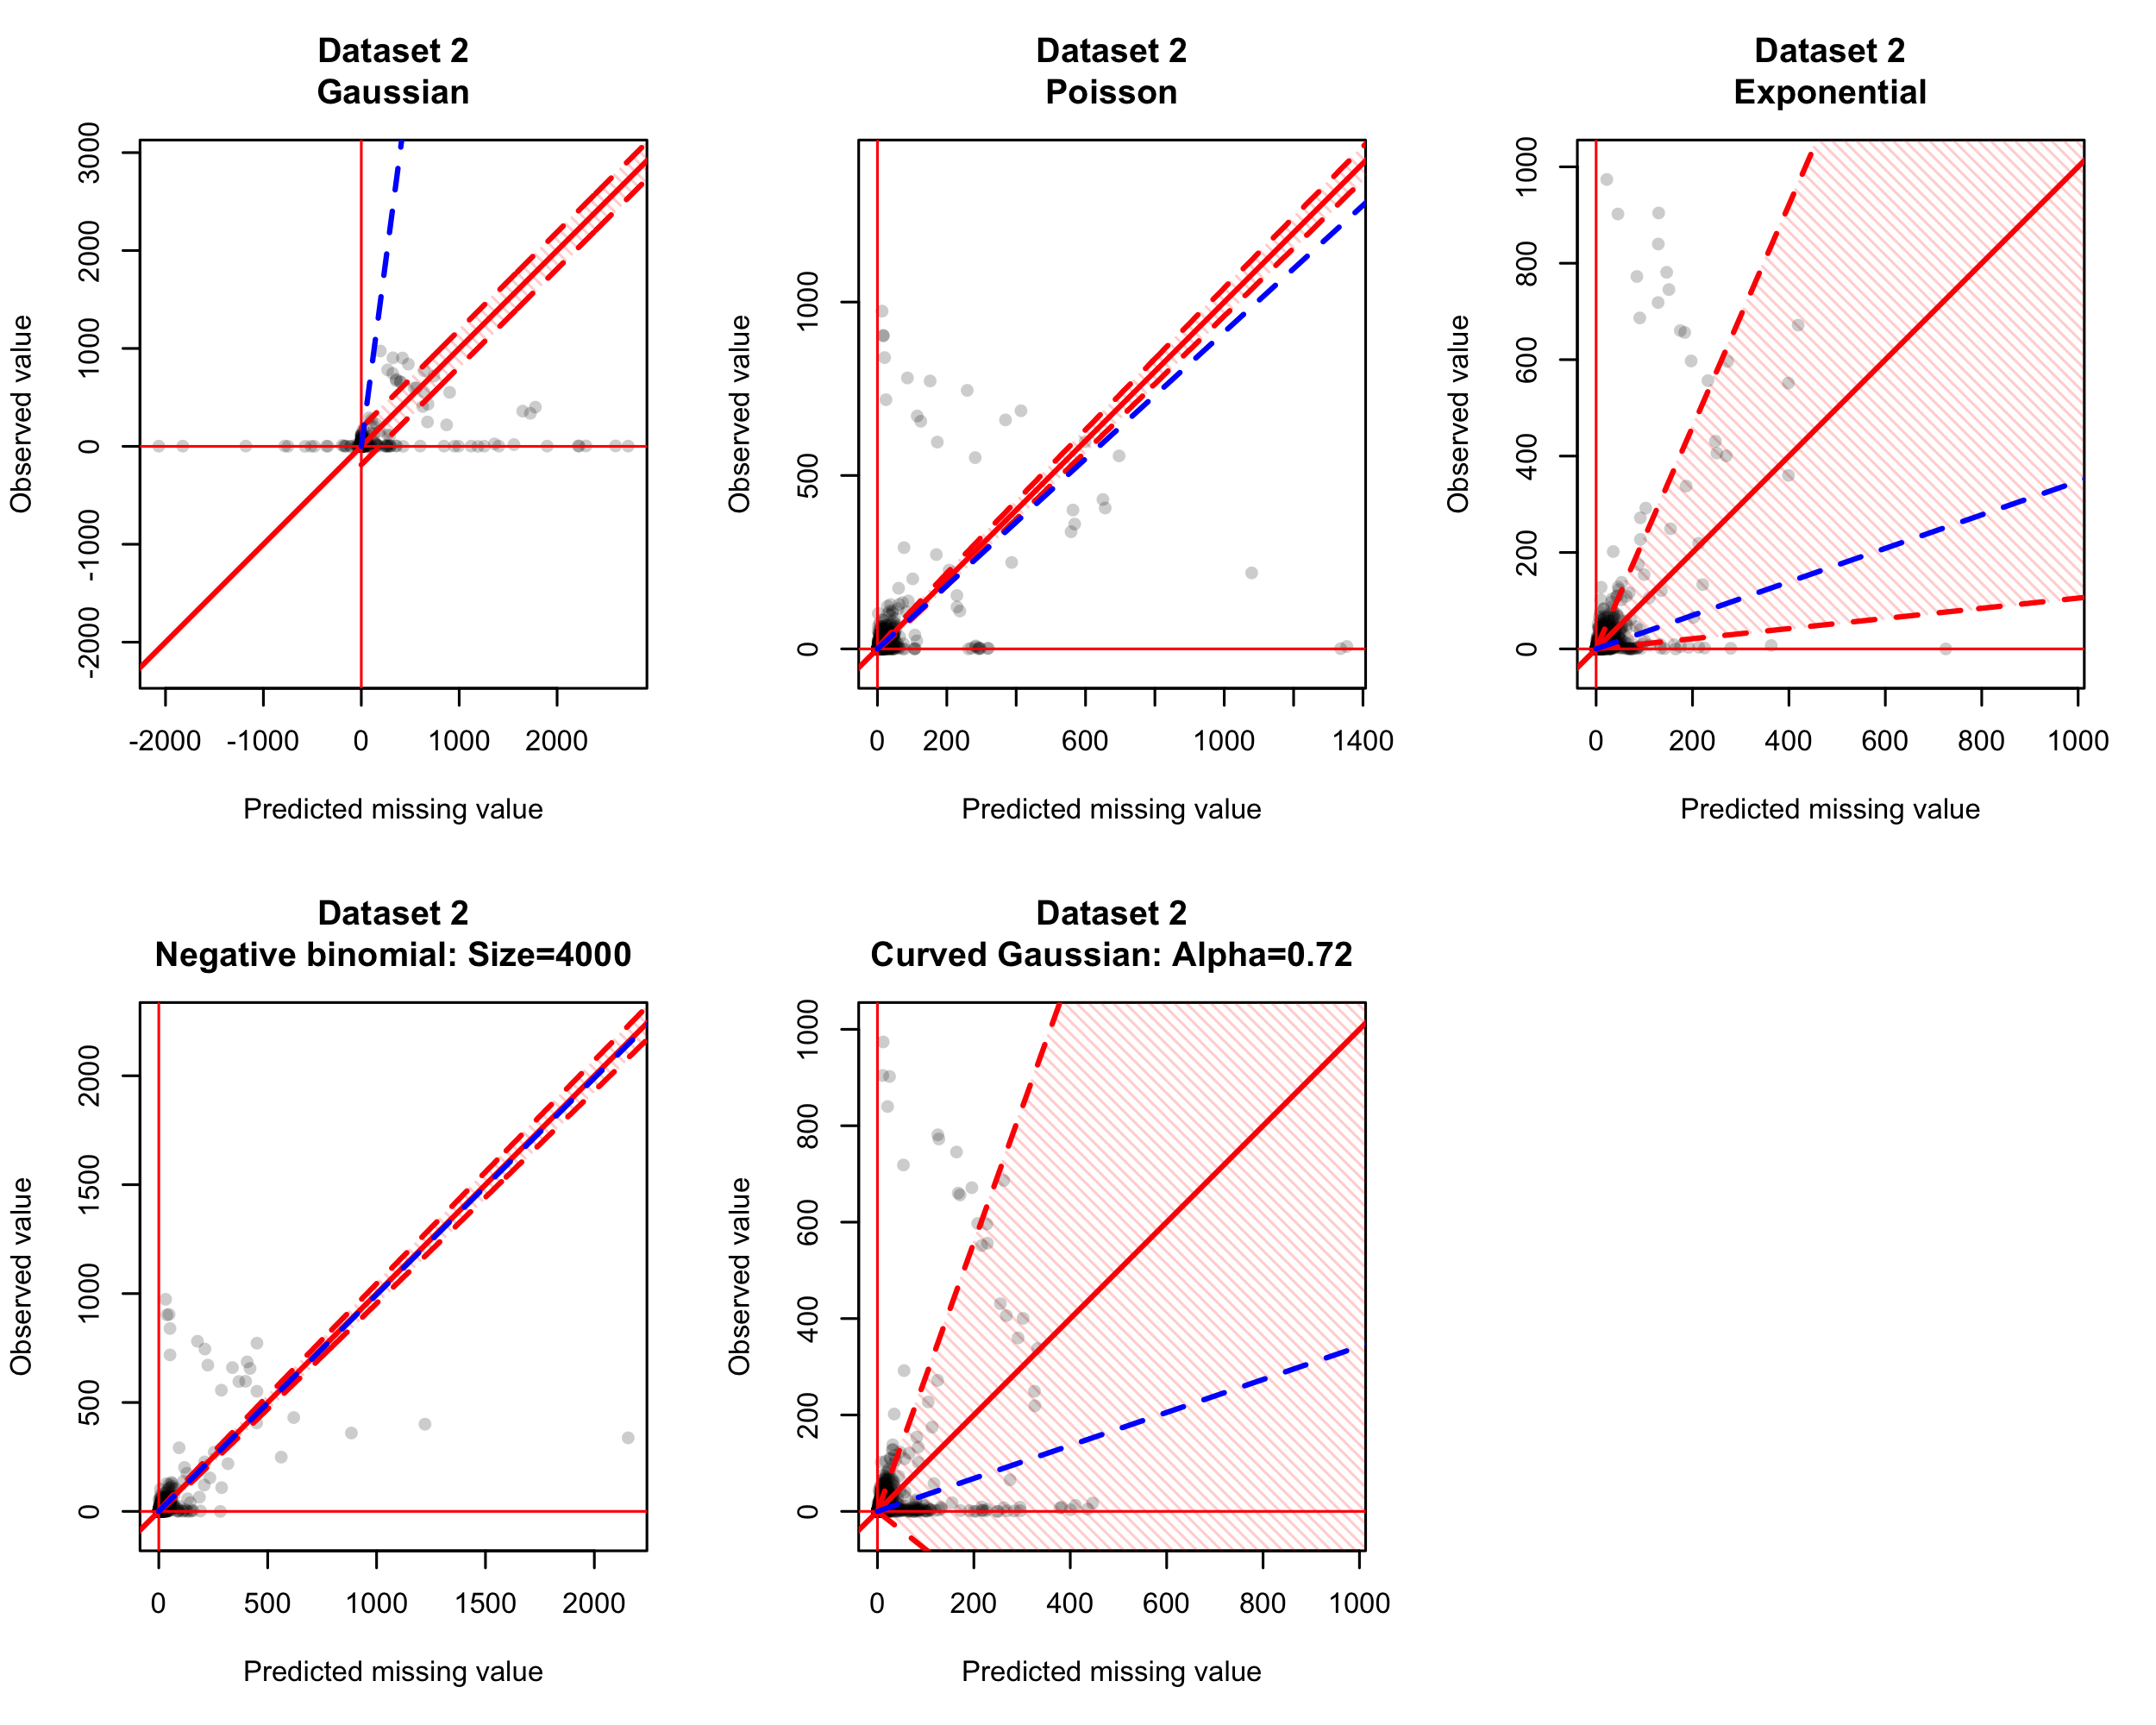 Dataset 2
Gaussian
Observed value
3000
2000
1000
0
-1000
-2000
-2000 -1000 0 1000 2000
Predicted missing value
Dataset 2
Poisson
Observed value
1000
500
0
0 200 600 1000 1400
Predicted missing value
Dataset 2
Exponential
Observed value
1000
800
600
400
200
0
0 200 400 600 800 1000
Predicted missing value
Dataset 2
Negative binomial: Size=4000
Observed value
2000
1500
1000
500
0
0 500 1000 1500 2000
Predicted missing value
Dataset 2
Curved Gaussian: Alpha=0.72
Observed value
1000
800
600
400
200
0
0 200 400 600 800 1000
Predicted missing value